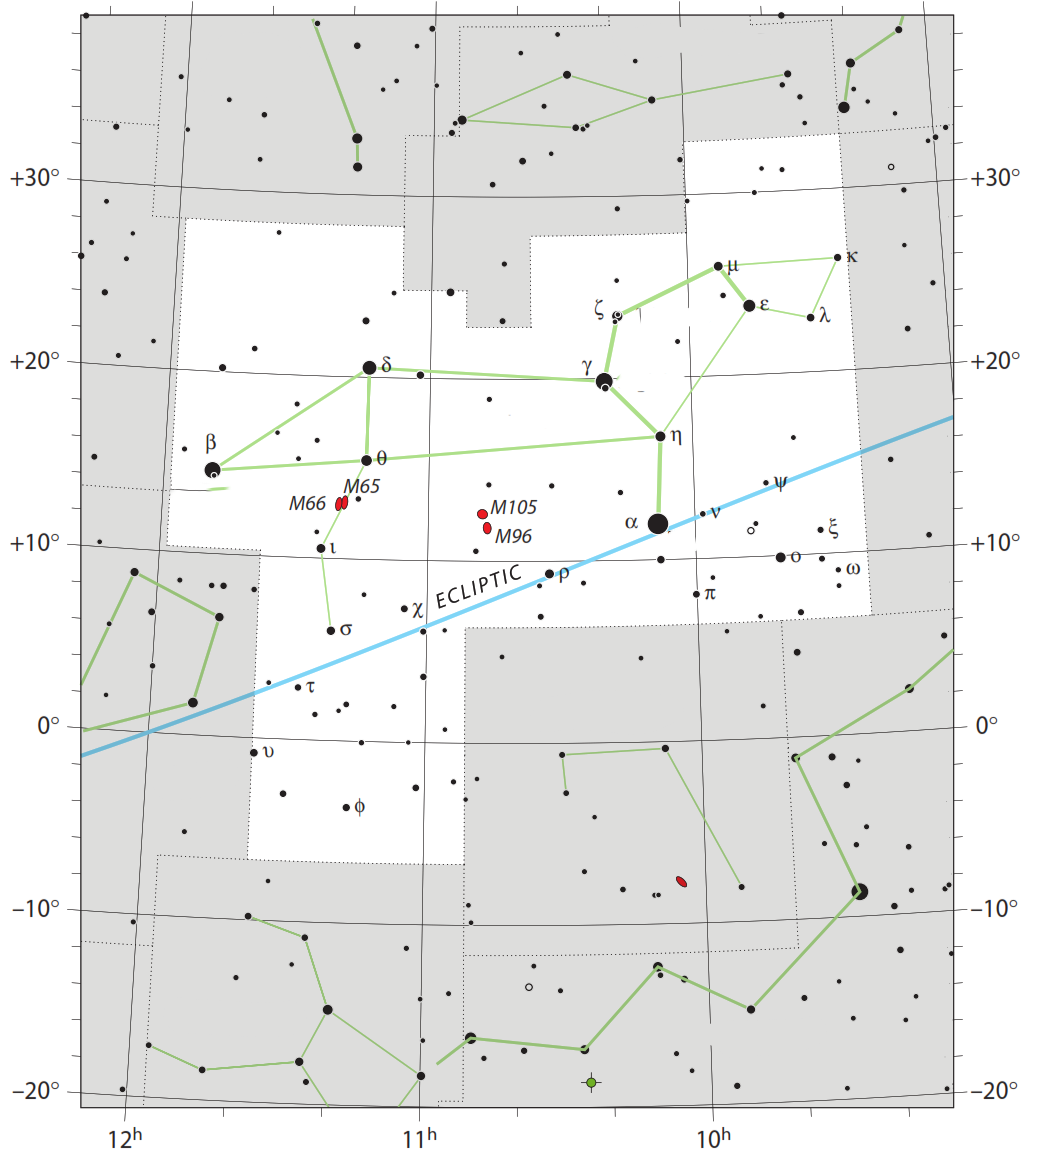 +30° +30°
κ
μ
ε
ζ
λ
+20° +20°
δ
γ
β
η
θ
M65
ψ
M66
M105
ν
α
M96
ξ
+10° +10°
ι
ο
ρ
ω
ECLIPTIC
π
χ
σ
τ
0° 0°
υ
ϕ
–10° –10°
–20° –20°
12h 11h 10h